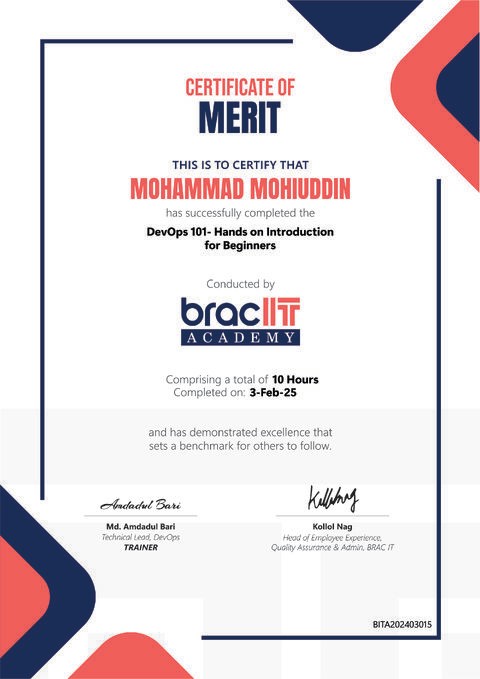 CERTIFICATE OF
MERIT
THIS IS TO CERTIFY THAT
MOHAMMAD MOHIUDDIN
has successfully completed the
DevOps 101- Hands on Introduction
for Beginners
Conducted by
bracIIT
ACADEMY
Comprising a total of 10 Hours
Completed on: 3-Feb-25
and has demonstrated excellence that
sets a benchmark for others to follow.
Amdadul Bari
Md. Amdadul Bari
Technical Lead, DevOps
TRAINER
Kollol Nag
Head of Employee Experience,
Quality Assurance & Admin, BRAC IT
BITA202403015